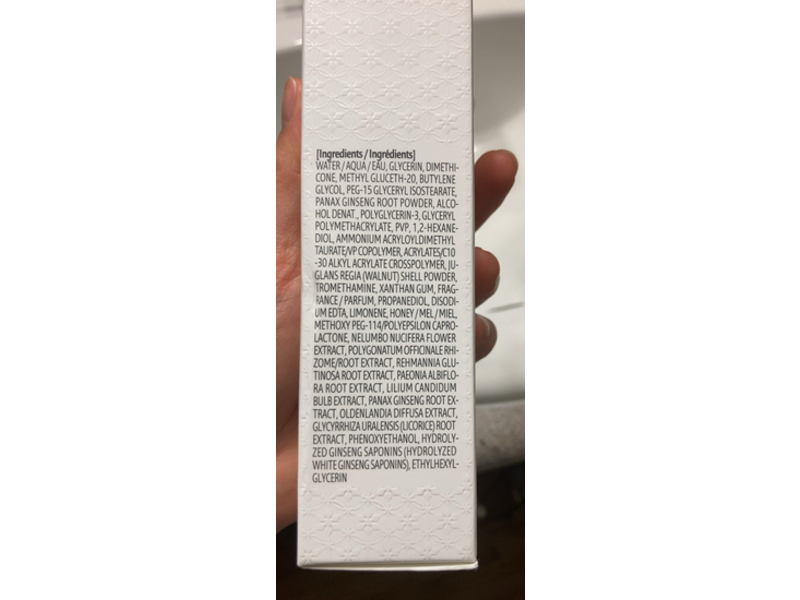 [Ingredients / Ingrédients]
WATER / AQUA / EAU, GLYCERIN, DIMETHI-
CONE, METHYL GLUCETH-20, BUTYLENE
GLYCOL, PEG-15 GLYCERYL ISOSTEARATE,
PANAX GINSENG ROOT POWDER, ALCO-
HOL DENAT., POLYGLYCERIN-3, GLYCERYL
POLYMETHACRYLATE, PVP, 1,2-HEXANE-
DIOL, AMMONIUM ACRYLOYLDIMETHYL
TAURATE/VP COPOLYMER, ACRYLATES/C10
-30 ALKYL ACRYLATE CROSSPOLYMER, JU-
GLANS REGIA (WALNUT) SHELL POWDER,
TROMETHAMINE, XANTHAN GUM, FRAG-
RANCE / PARFUM, PROPANEDIOL, DISODI-
UM EDTA, LIMONENE, HONEY / MEL / MIEL,
METHOXY PEG-114/POLYEPSILON CAPRO-
LACTONE, NELUMBO NUCIFERA FLOWER
EXTRACT, POLYGONATUM OFFICINALE RHI-
ZOME/ROOT EXTRACT, REHMANNIA GLU-
TINOSA ROOT EXTRACT, PAEONIA ALBIFLO-
RA ROOT EXTRACT, LILIUM CANDIDUM
BULB EXTRACT, PANAX GINSENG ROOT EX-
TRACT, OLDENLANDIA DIFFUSA EXTRACT,
GLYCYRRHIZA URALENSIS (LICORICE) ROOT
EXTRACT, PHENOXYETHANOL, HYDROLY-
ZED GINSENG SAPONINS (HYDROLYZED
WHITE GINSENG SAPONINS), ETHYLHEXYL-
GLYCERIN